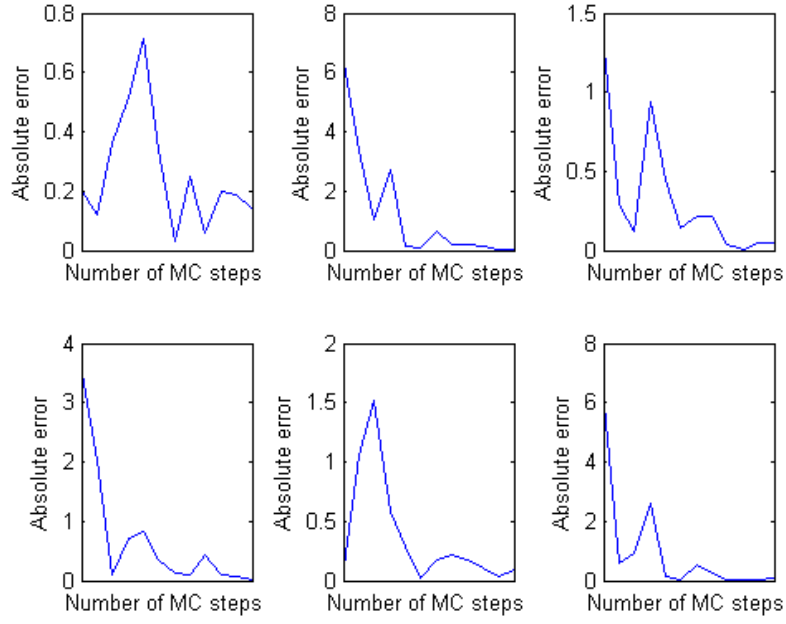 0.8
0.6
0.4
0.2
0
Absolute error
Number of MC steps
8
6
4
2
0
Absolute error
Number of MC steps
1.5
1
0.5
0
Absolute error
Number of MC steps
4
3
2
1
0
Absolute error
Number of MC steps
2
1.5
1
0.5
0
Absolute error
Number of MC steps
8
6
4
2
0
Absolute error
Number of MC steps